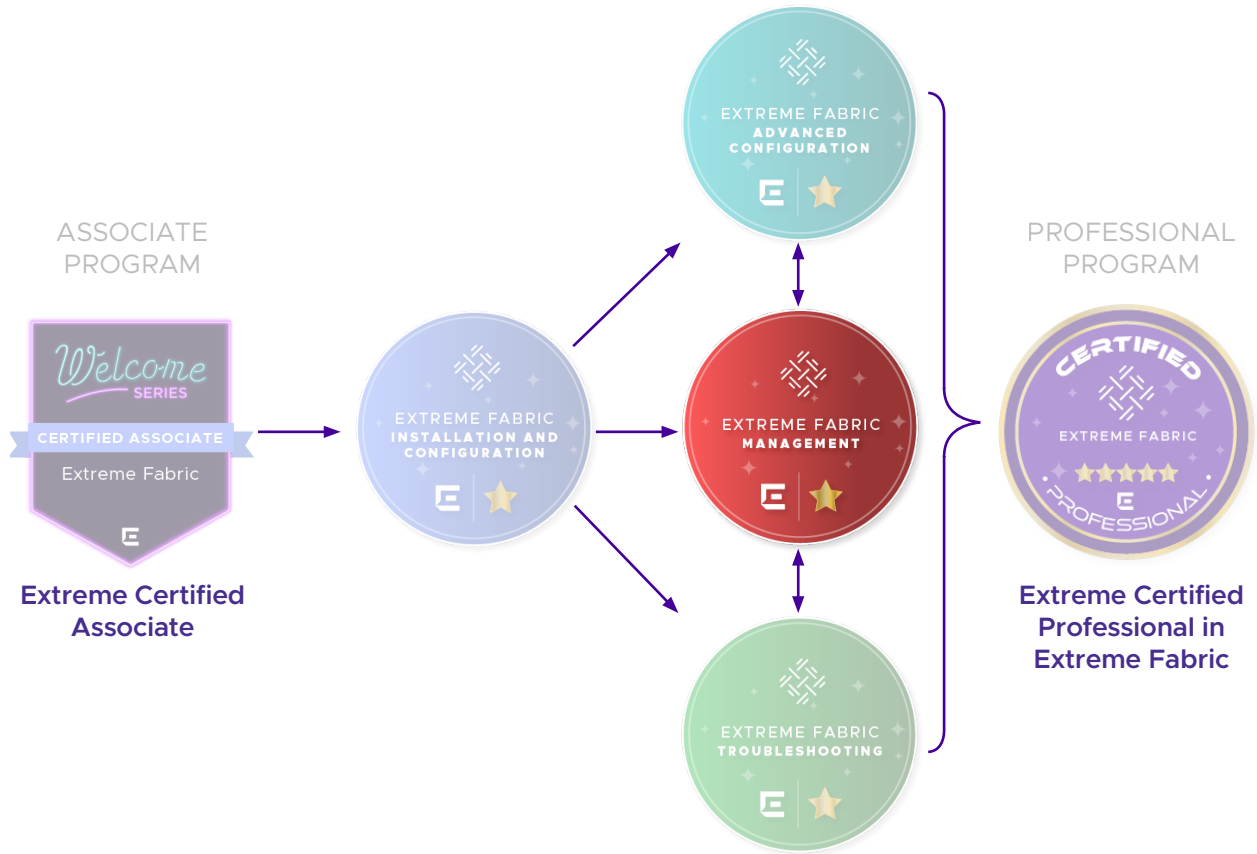 ASSOCIATE
PROGRAM
Welcome
SERIES
CERTIFIED ASSOCIATE
Extreme Fabric
Extreme Certified
Associate
EXTREME FABRIC
INSTALLATION AND
CONFIGURATION
EXTREME FABRIC
ADVANCED
CONFIGURATION
EXTREME FABRIC
MANAGEMENT
EXTREME FABRIC
TROUBLESHOOTING
PROFESSIONAL
PROGRAM
CERTIFIED
EXTREME FABRIC
PROFESSIONAL
Extreme Certified
Professional in
Extreme Fabric